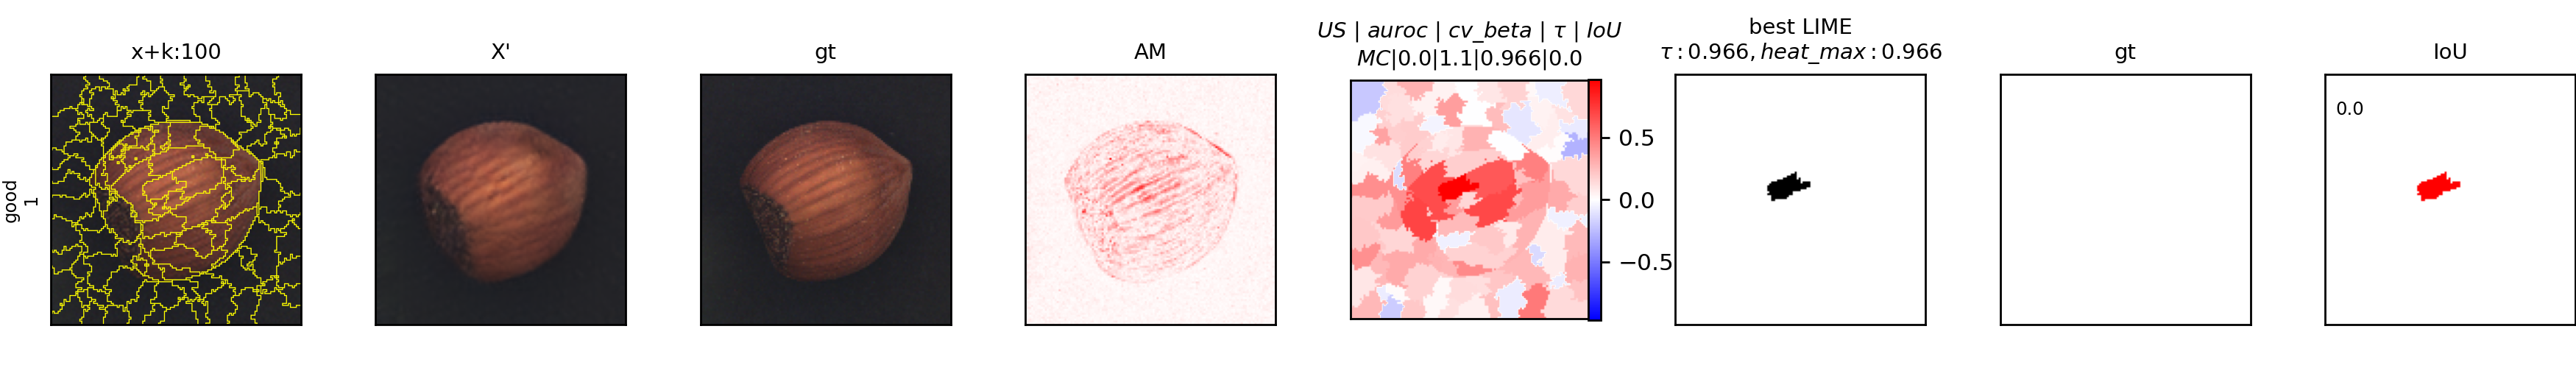 x+k:100
X'
gt
AM
US | auroc | cv_beta | τ | IoU
MC|0.0|1.1|0.966|0.0
best LIME
τ : 0.966, heat_max : 0.966
gt
IoU
good
1
0.5
0.0
−0.5
0.0